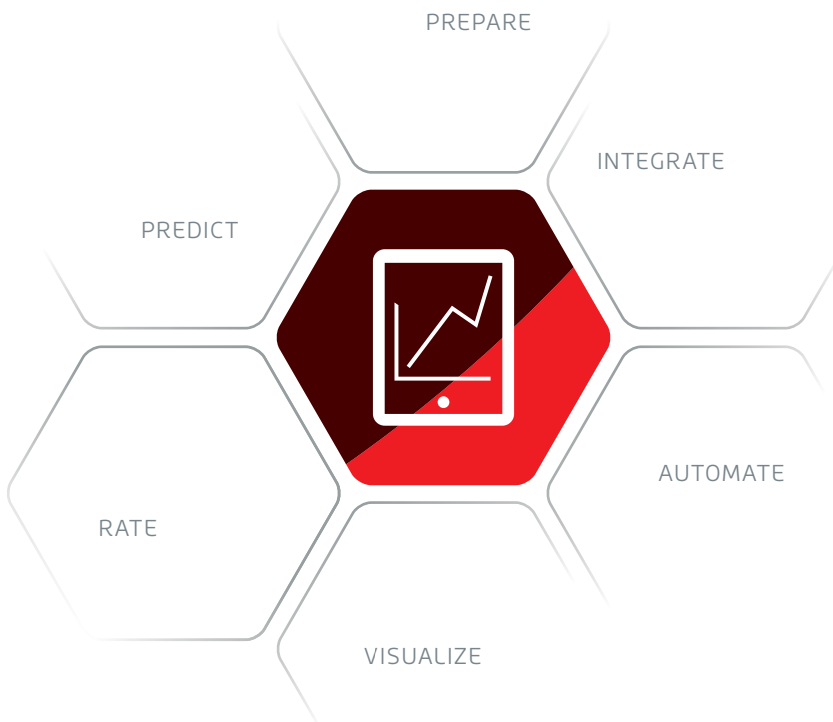 PREPARE
INTEGRATE
PREDICT
AUTOMATE
RATE
VISUALIZE